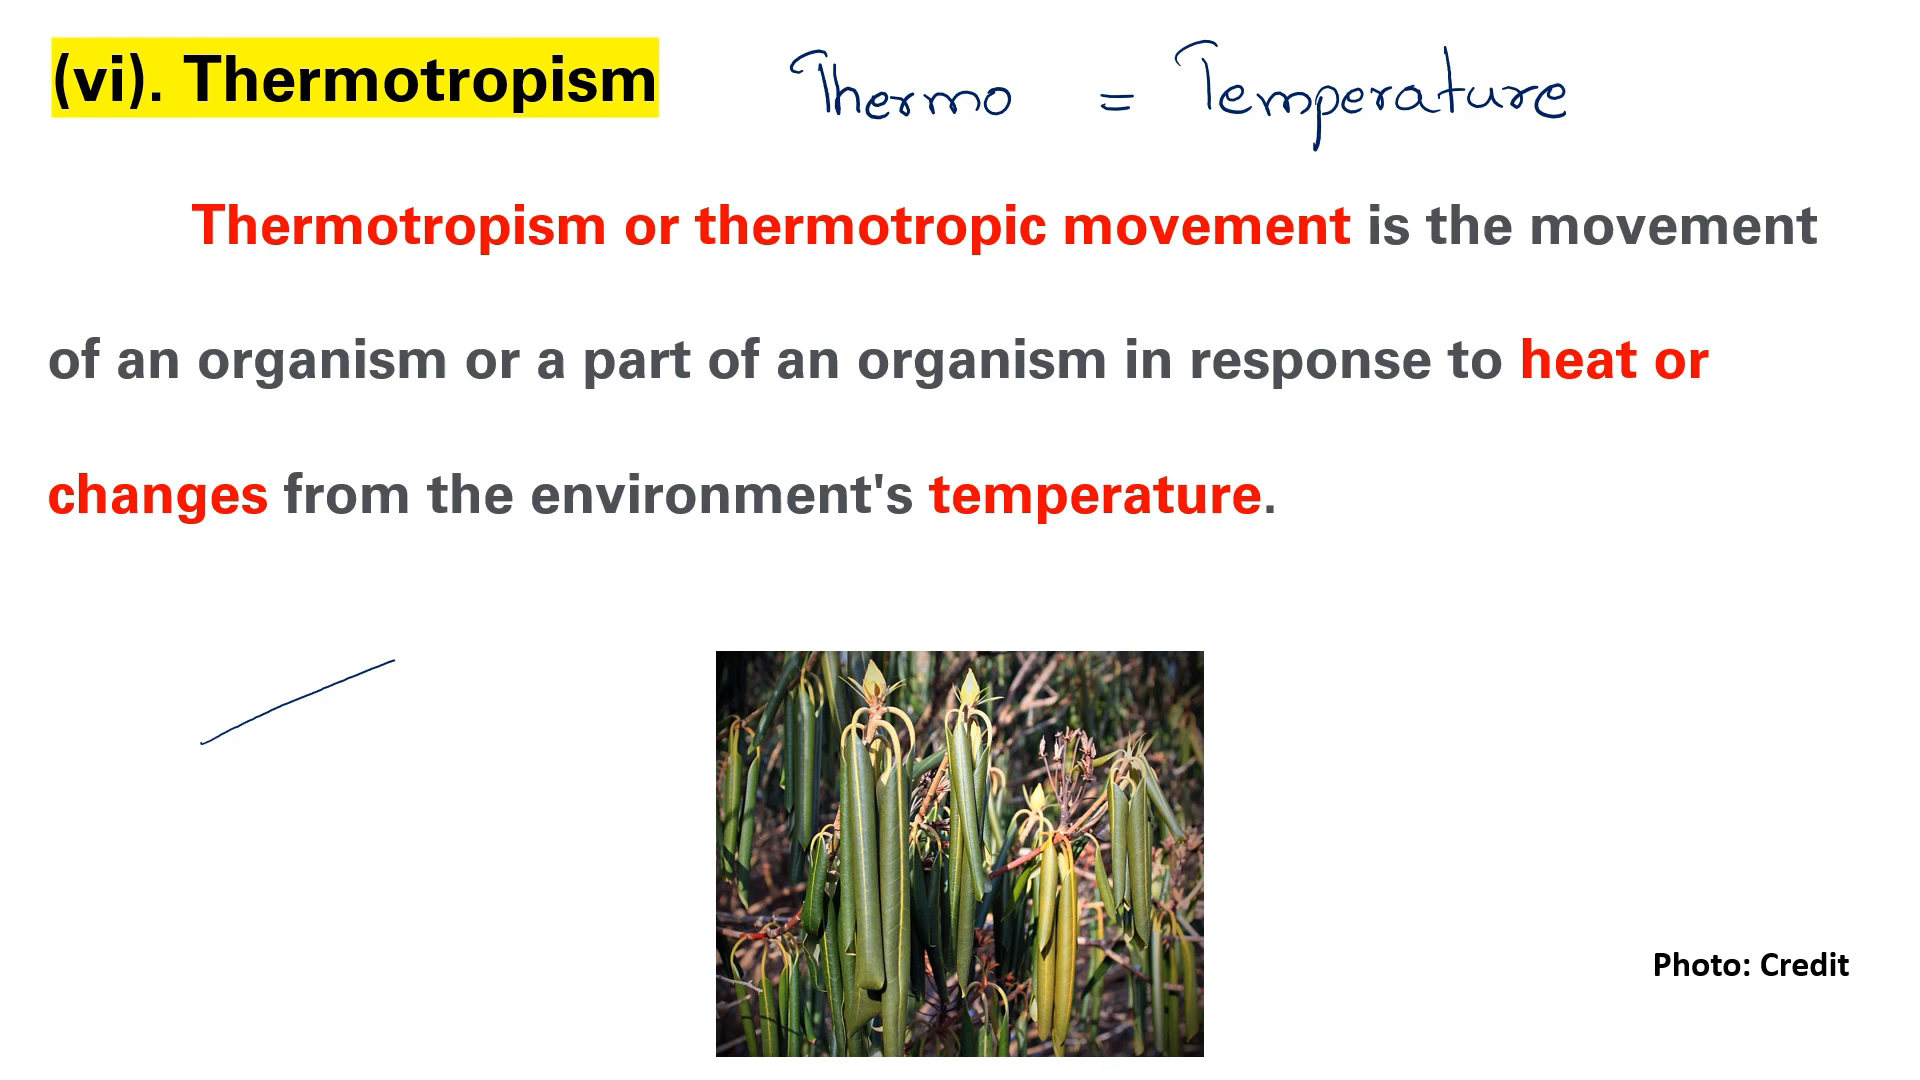 (vi). Thermotropism Thermo = Temperature
Thermotropism or thermotropic movement is the movement
of an organism or a part of an organism in response to heat or
changes from the environment's temperature.
Photo: Credit